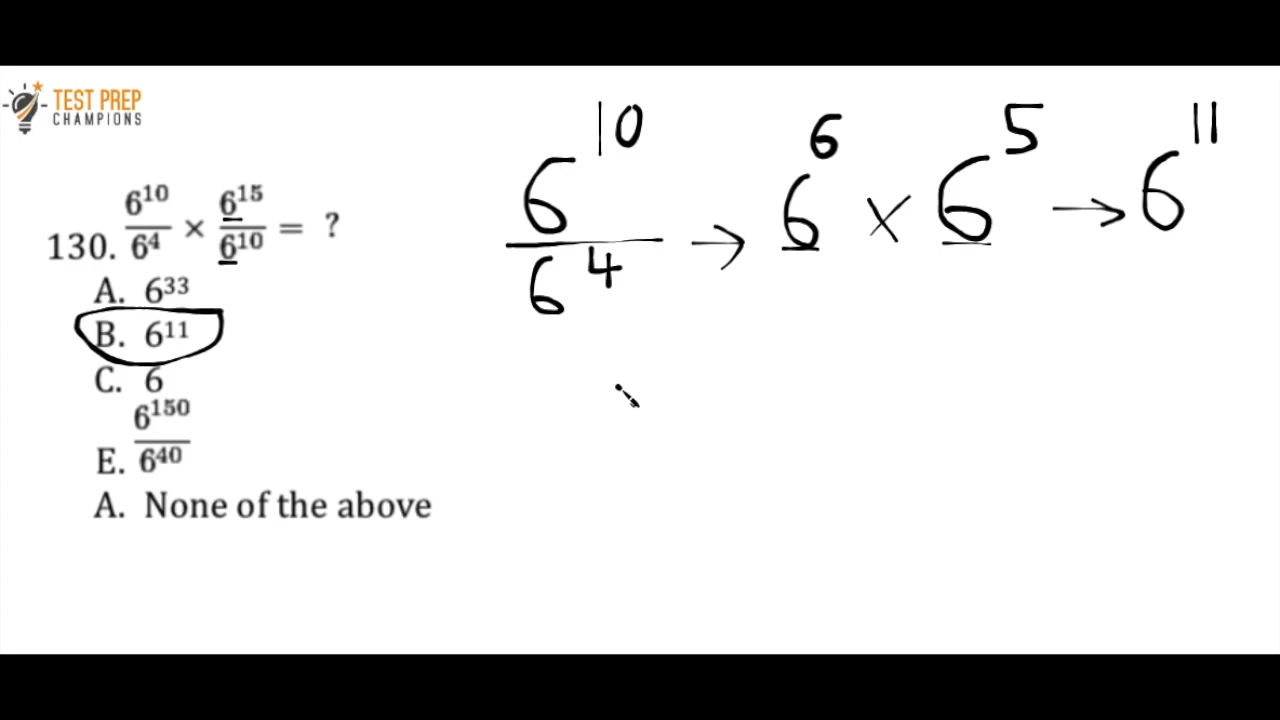 TEST PREP
CHAMPIONS
130. 6¹⁰/6⁴ × 6¹⁵/6¹⁰ = ?
A. 6³³
B. 6¹¹
C. 6
E. 6¹⁵⁰/6⁴⁰
A. None of the above
6¹⁰/6⁴ → 6⁶ × 6⁵ → 6¹¹